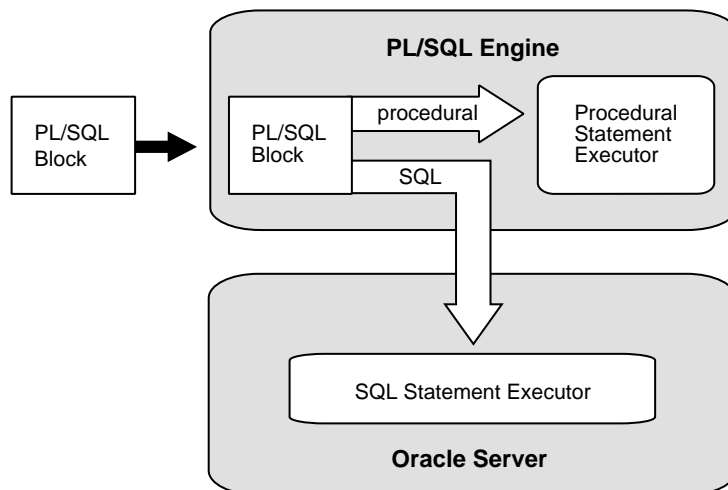 PL/SQL Engine
PL/SQL
Block
PL/SQL
Block
procedural
SQL
Procedural
Statement
Executor
SQL Statement Executor
Oracle Server